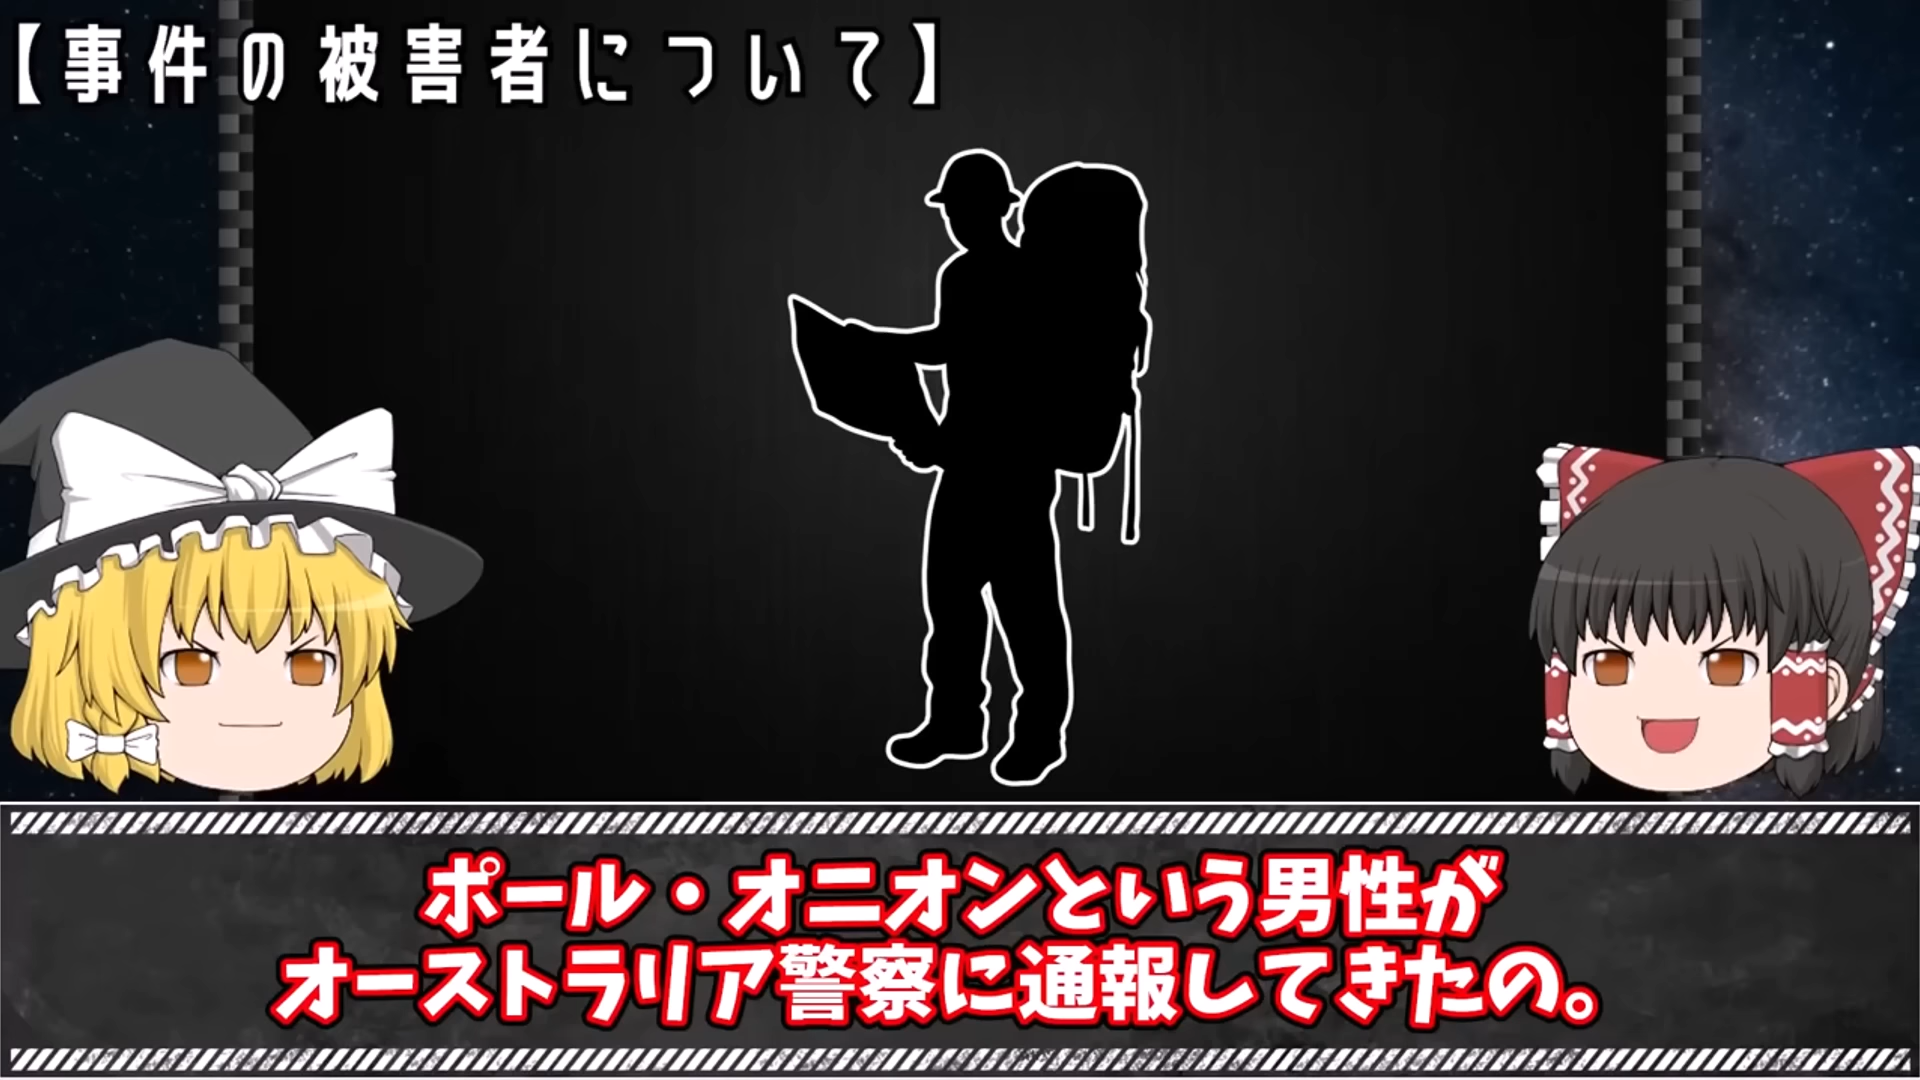 【事件の被害者について】
ポール・オニオンという男性が
オーストラリア警察に通報してきたの。